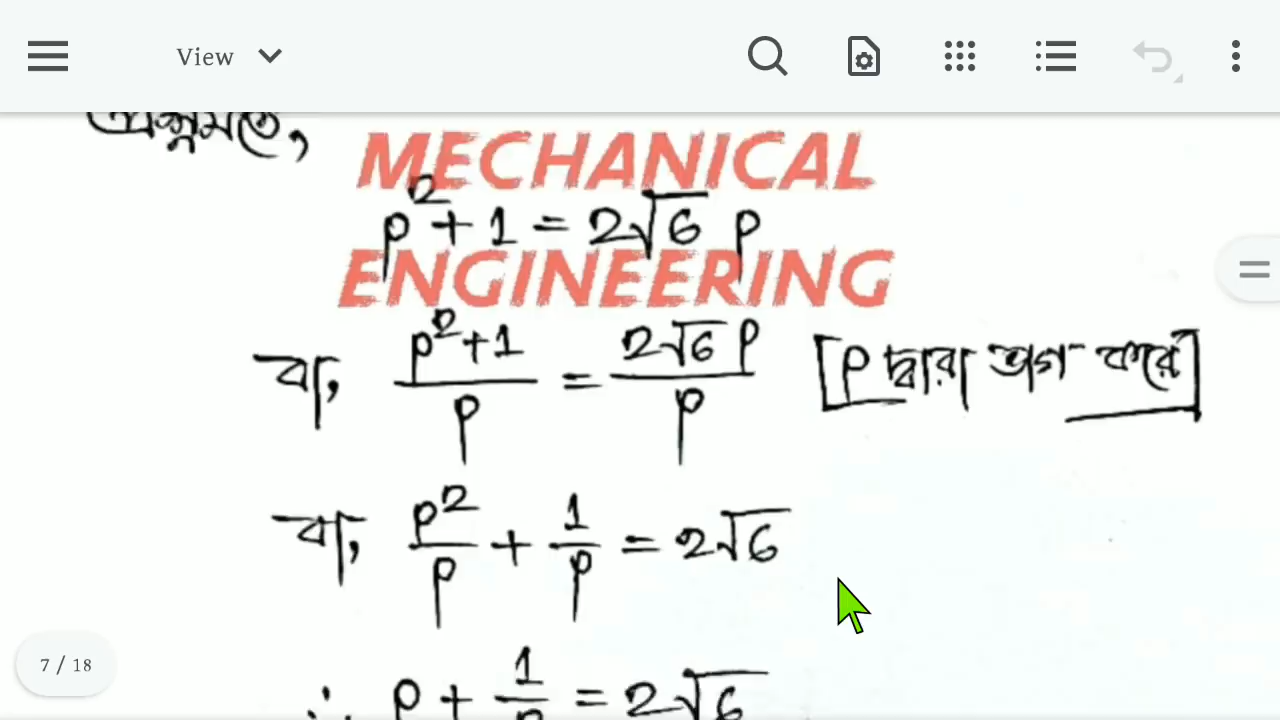 View
প্রশ্নমতে,
MECHANICAL
p²+1 = 2√6 p
ENGINEERING
বা, (p²+1)/p = (2√6 p)/p [p দ্বারা ভাগ করে]
বা, p²/p + 1/p = 2√6
7 / 18
∴ p + 1/p = 2√6